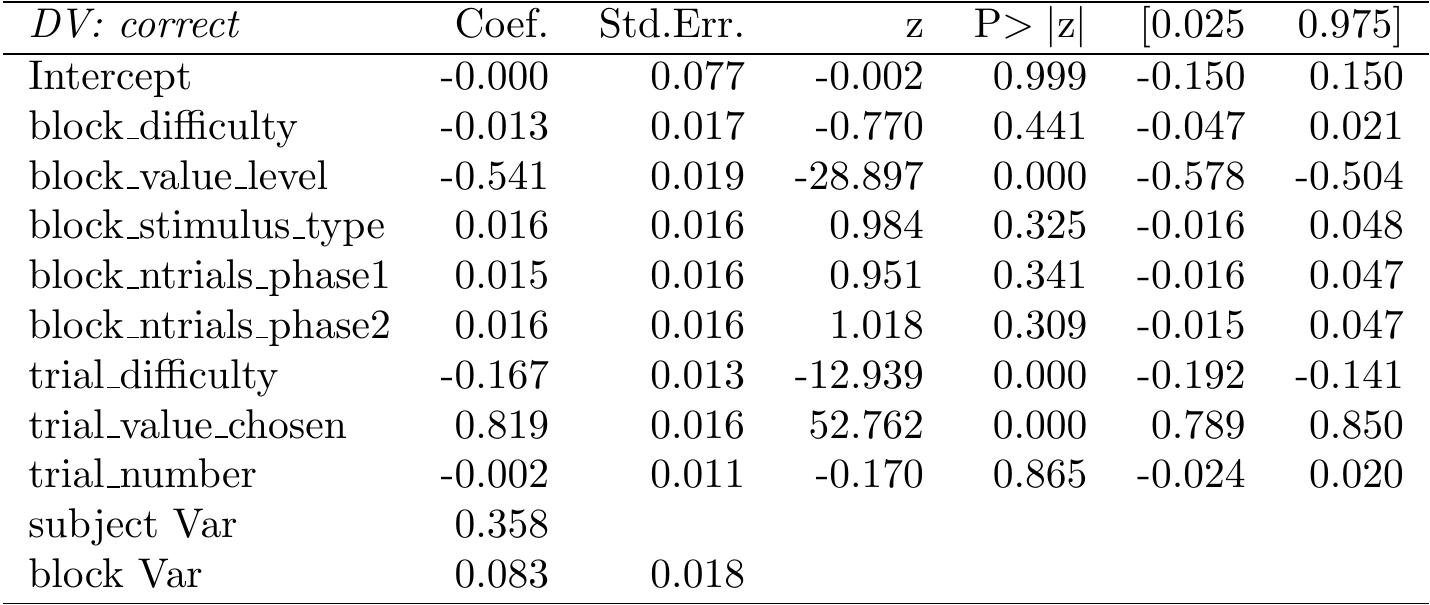 DV: correct Coef. Std.Err. z P> |z| [0.025 0.975]
Intercept -0.000 0.077 -0.002 0.999 -0.150 0.150
block_difficulty -0.013 0.017 -0.770 0.441 -0.047 0.021
block_value_level -0.541 0.019 -28.897 0.000 -0.578 -0.504
block_stimulus_type 0.016 0.016 0.984 0.325 -0.016 0.048
block_ntrials_phase1 0.015 0.016 0.951 0.341 -0.016 0.047
block_ntrials_phase2 0.016 0.016 1.018 0.309 -0.015 0.047
trial_difficulty -0.167 0.013 -12.939 0.000 -0.192 -0.141
trial_value_chosen 0.819 0.016 52.762 0.000 0.789 0.850
trial_number -0.002 0.011 -0.170 0.865 -0.024 0.020
subject Var 0.358
block Var 0.083 0.018